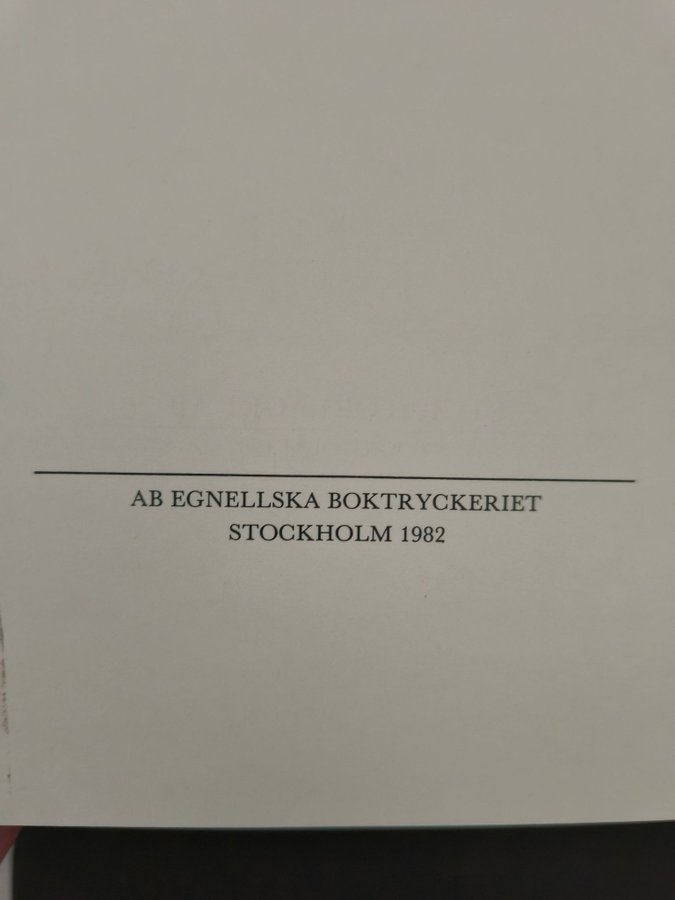 AB EGNELLSKA BOKTRYCKERIET
STOCKHOLM 1982